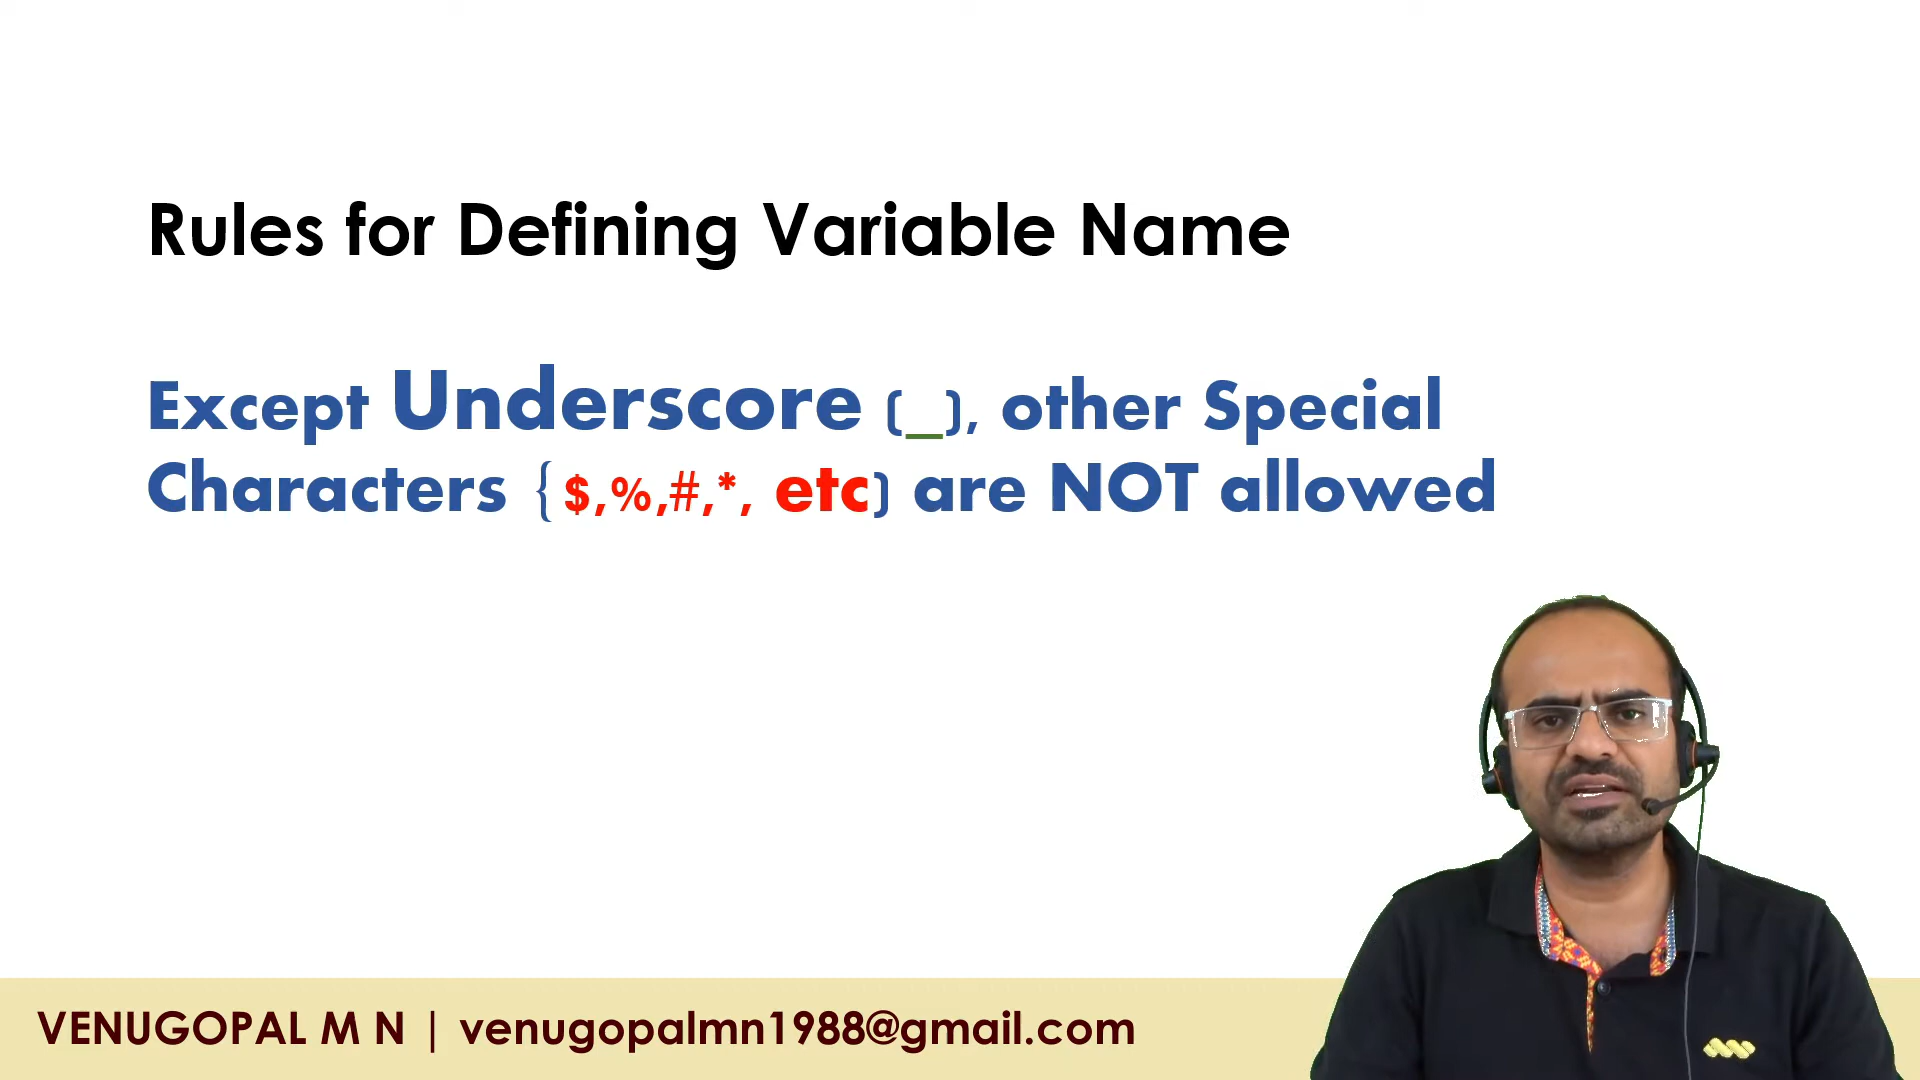 Rules for Defining Variable Name
Except Underscore (_), other Special
Characters {$,%,#,*, etc) are NOT allowed
VENUGOPAL M N | venugopalmn1988@gmail.com